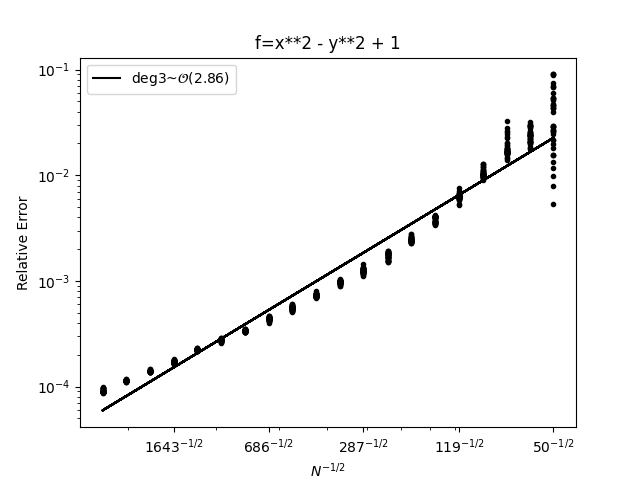 f=x**2 - y**2 + 1
deg3~𝒪(2.86)
Relative Error
10⁻¹
10⁻²
10⁻³
10⁻⁴
1643⁻¹/² 686⁻¹/² 287⁻¹/² 119⁻¹/² 50⁻¹/²
N⁻¹/²